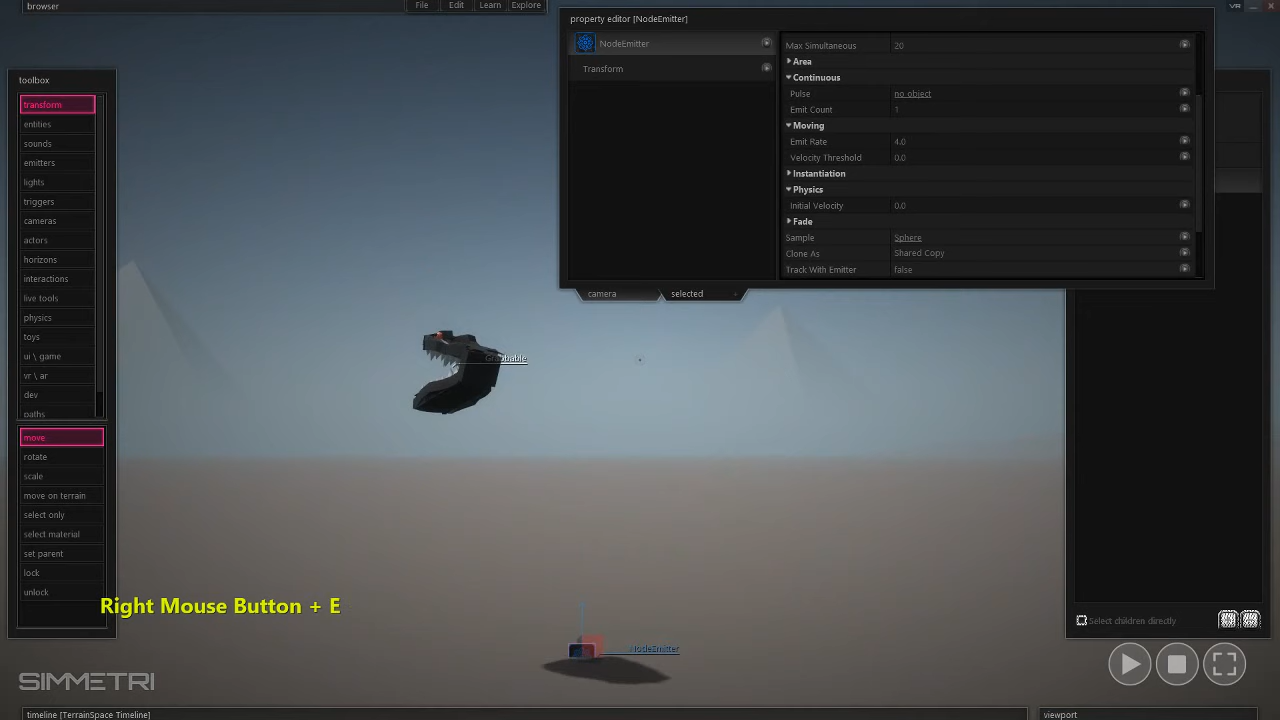 browser
File
Edit
Learn
Explore
VR
property editor [NodeEmitter]
NodeEmitter
Transform
Max Simultaneous 20
Area
Continuous
Pulse no object
Emit Count 1
Moving
Emit Rate 4.0
Velocity Threshold 0.0
Instantiation
Physics
Initial Velocity 0.0
Fade
Sample Sphere
Clone As Shared Copy
Track With Emitter false
camera
selected
toolbox
transform
entities
sounds
emitters
lights
triggers
cameras
actors
horizons
interactions
live tools
physics
toys
ui \ game
vr \ ar
dev
paths
move
rotate
scale
move on terrain
select only
select material
set parent
lock
unlock
Grabbable
Right Mouse Button + E
NodeEmitter
Select children directly
SIMMETRI
timeline [TerrainSpace Timeline]
viewport